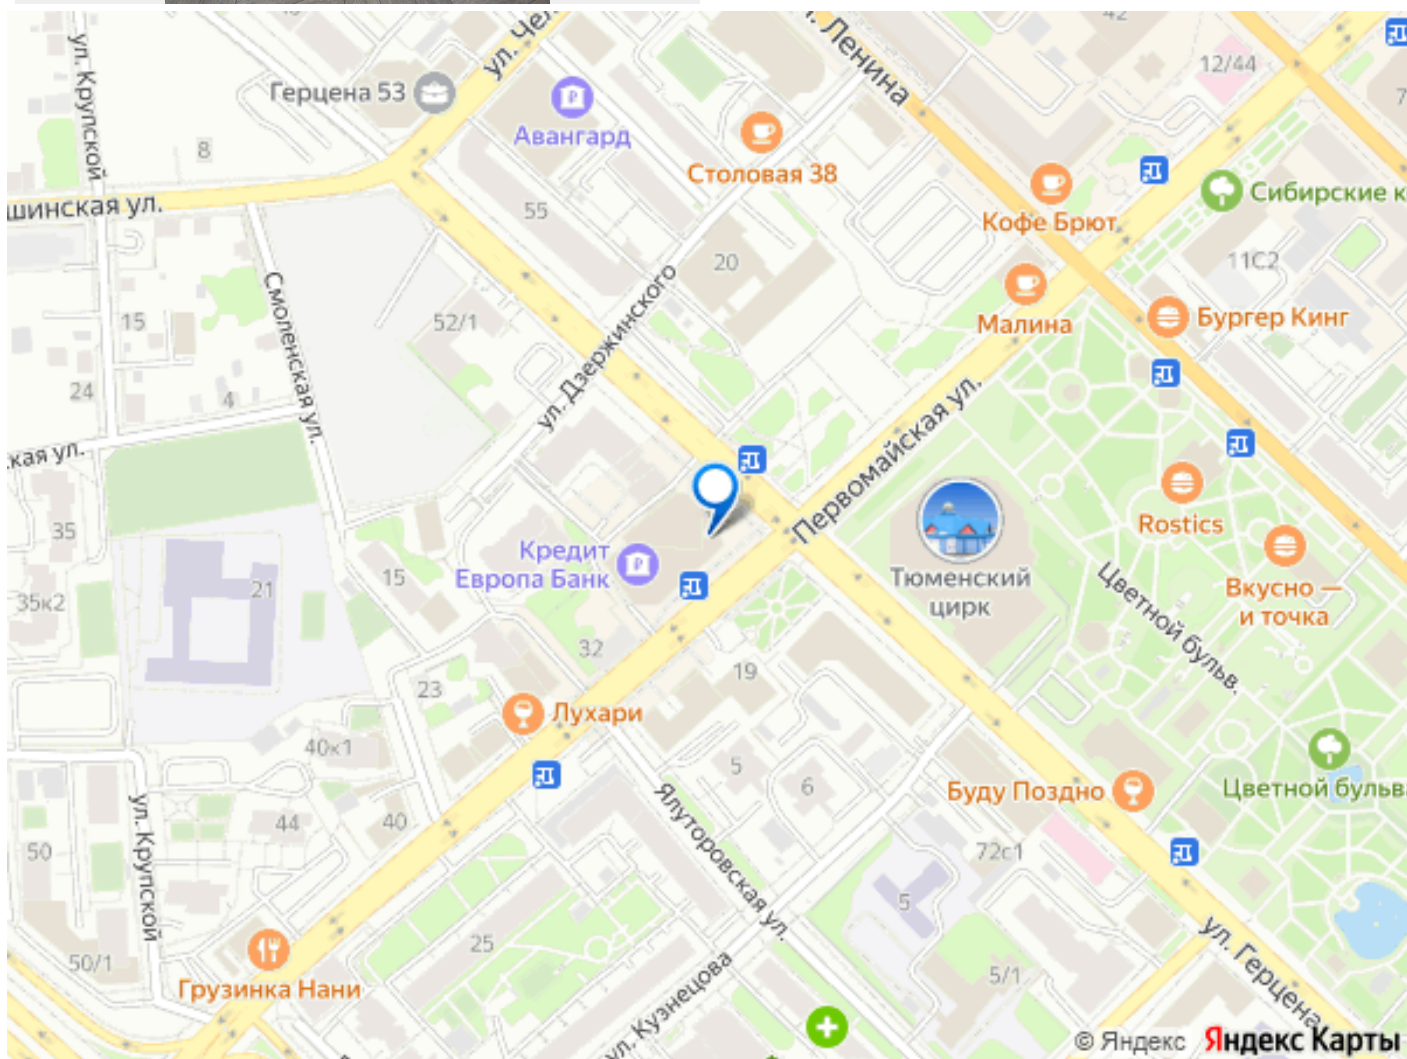 ул. Крупской
ул. Чел
. Ленина
42
12/44
7
Герцена 53
Авангард
Столовая 38
8
Кофе Брют
Сибирские к
шинская ул.
55
20
11С2
Смоленская ул.
ул. Дзержинского
15
52/1
Малина
Бургер Кинг
24
4
Первомайская ул.
кая ул.
35
Rostics
Кредит
Европа Банк
Тюменский
цирк
Цветной бульв.
Вкусно —
и точка
15
21
35к2
32
19
23
Лухари
40к1
5
6
Буду Поздно
Цветной бульва
ул. Крупской
44
40
Ялуторовская ул.
50
72с1
5
25
ул. Герцена
50/1
Грузинка Нани
ул. Кузнецова
5/1
© Яндекс Яндекс Карты